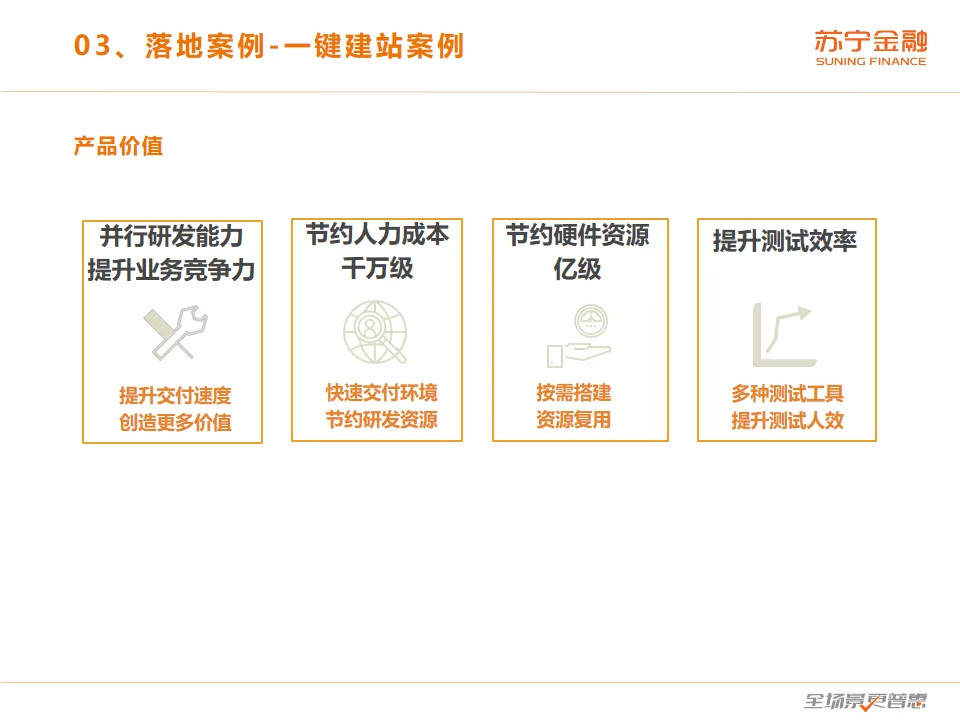 03、落地案例-一键建站案例
苏宁金融
SUNING FINANCE
产品价值
并行研发能力
提升业务竞争力
提升交付速度
创造更多价值
节约人力成本
千万级
快速交付环境
节约研发资源
节约硬件资源
亿级
按需搭建
资源复用
提升测试效率
多种测试工具
提升测试人效
全场景更普惠